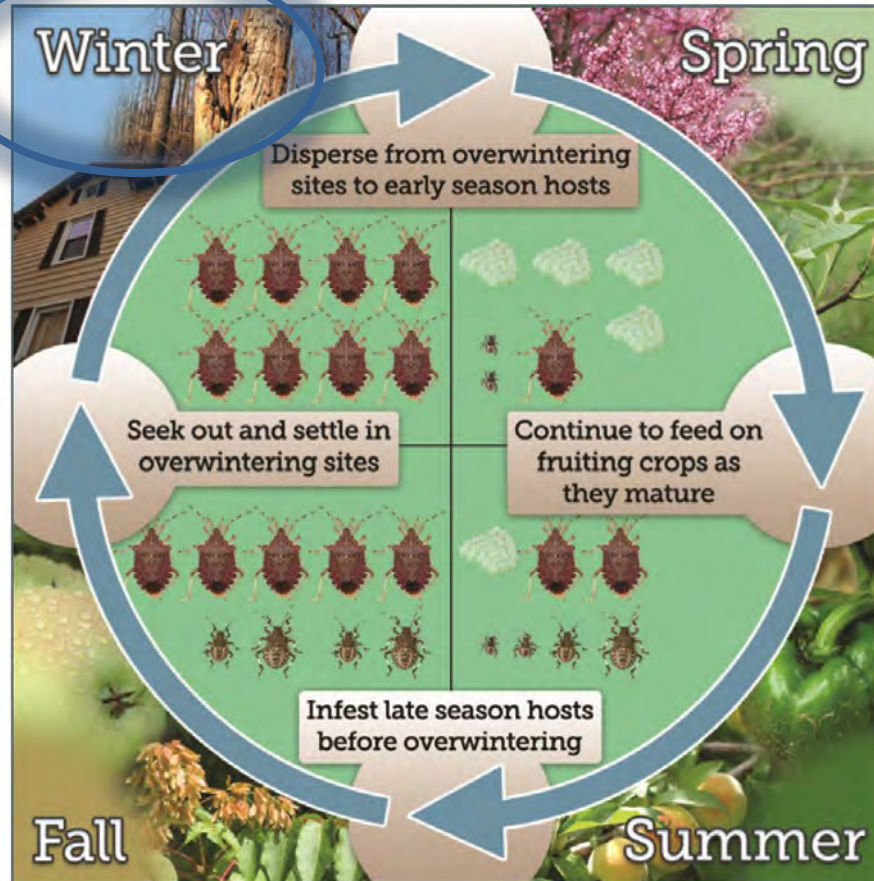 Winter
Spring
Disperse from overwintering
sites to early season hosts
Seek out and settle in
overwintering sites
Continue to feed on
fruiting crops as
they mature
Infest late season hosts
before overwintering
Fall
Summer